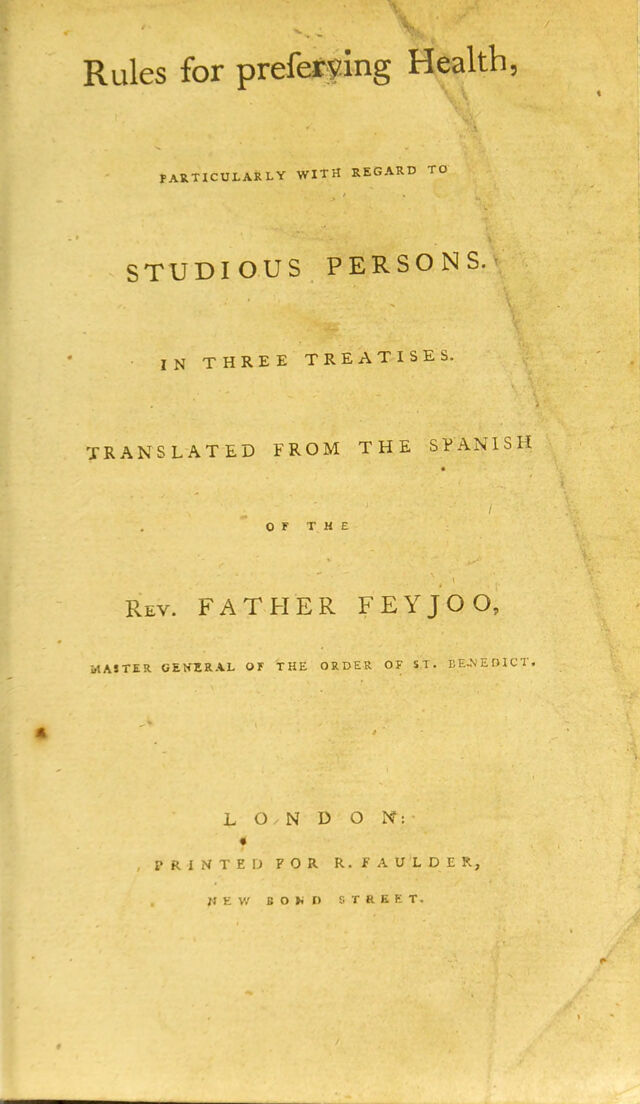 Rules for preſerving Health,
PARTICULARLY WITH REGARD TO
STUDIOUS PERSONS.
IN THREE TREATISES.
TRANSLATED FROM THE SPANISH
OF THE
REV. FATHER FEYJOO,
MASTER GENERAL OF THE ORDER OF ST. BENEDICT.
LONDON:
PRINTED FOR R. FAULDER,
NEW BOND STREET.